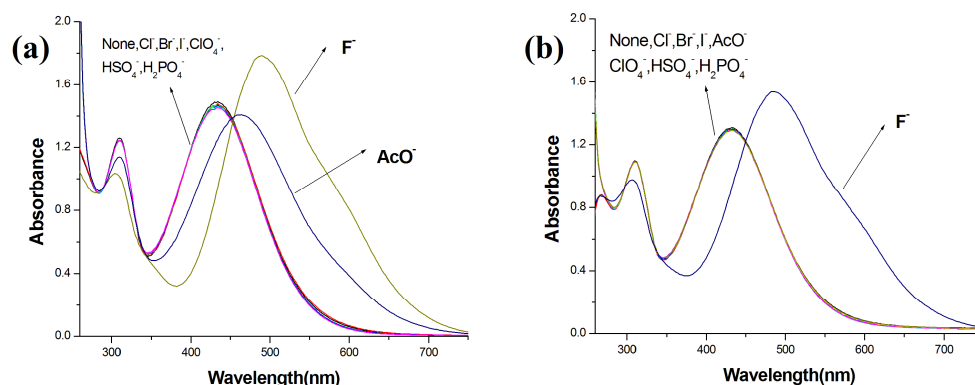 (a)
None,Cl⁻,Br⁻,I⁻,ClO₄⁻,
HSO₄⁻,H₂PO₄⁻
F⁻
AcO⁻
Absorbance
2.0
1.6
1.2
0.8
0.4
0.0
300 400 500 600 700
Wavelength(nm)
(b)
None,Cl⁻,Br⁻,I⁻,AcO⁻
ClO₄⁻,HSO₄⁻,H₂PO₄⁻
F⁻
Absorbance
2.0
1.6
1.2
0.8
0.4
0.0
300 400 500 600 700
Wavelength(nm)